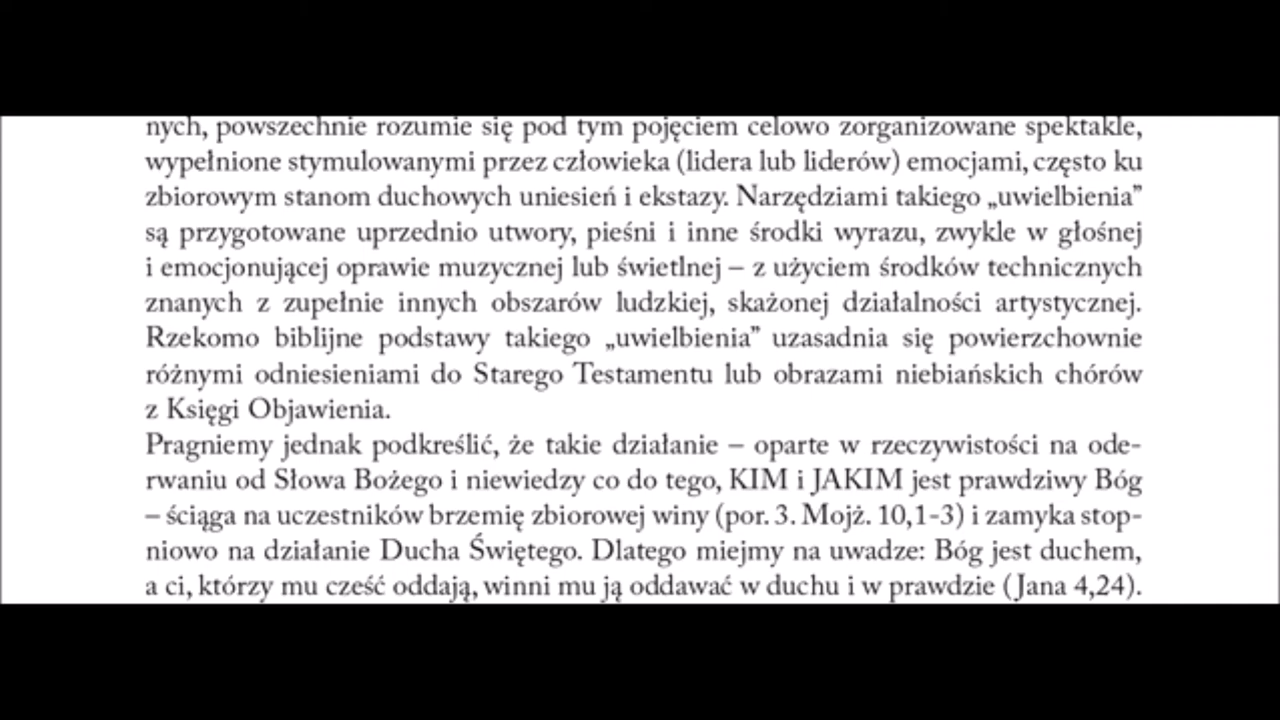 nych, powszechnie rozumie się pod tym pojęciem celowo zorganizowane spektakle,
wypełnione stymulowanymi przez człowieka (lidera lub liderów) emocjami, często ku
zbiorowym stanom duchowych uniesień i ekstazy. Narzędziami takiego „uwielbienia”
są przygotowane uprzednio utwory, pieśni i inne środki wyrazu, zwykle w głośnej
i emocjonującej oprawie muzycznej lub świetlnej – z użyciem środków technicznych
znanych z zupełnie innych obszarów ludzkiej, skażonej działalności artystycznej.
Rzekomo biblijne podstawy takiego „uwielbienia” uzasadnia się powierzchownie
różnymi odniesieniami do Starego Testamentu lub obrazami niebiańskich chórów
z Księgi Objawienia.
Pragniemy jednak podkreślić, że takie działanie – oparte w rzeczywistości na ode-
rwaniu od Słowa Bożego i niewiedzy co do tego, KIM i JAKIM jest prawdziwy Bóg
– ściąga na uczestników brzemię zbiorowej winy (por. 3. Mojż. 10,1-3) i zamyka stop-
niowo na działanie Ducha Świętego. Dlatego miejmy na uwadze: Bóg jest duchem,
a ci, którzy mu cześć oddają, winni mu ją oddawać w duchu i w prawdzie (Jana 4,24).